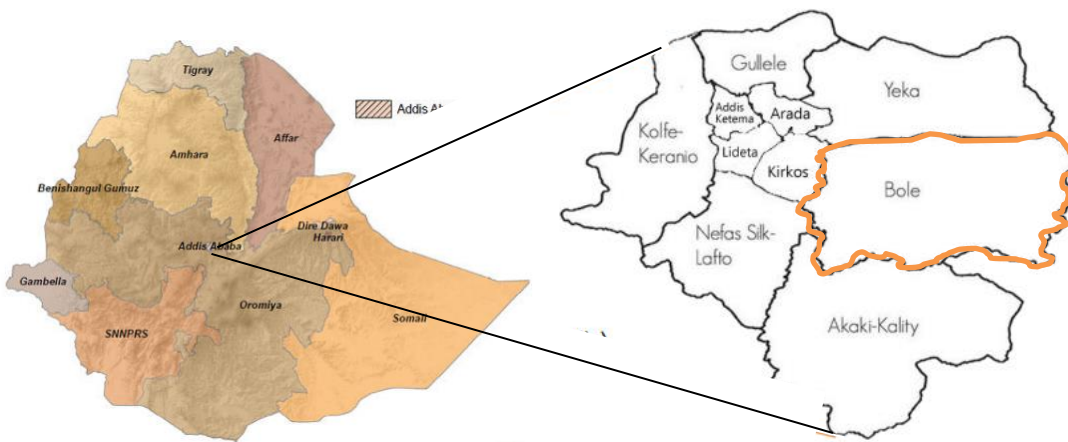 Tigray
Addis A
Affar
Amhara
Benishangul Gumuz
Dire Dawa
Harari
Addis Ababa
Gambella
Oromiya
SNNPRS
Somali
Gullele
Yeka
Addis
Ketema
Arada
Kolfe-
Keranio
Lideta
Kirkos
Bole
Nefas Silk-
Lafto
Akaki-Kality